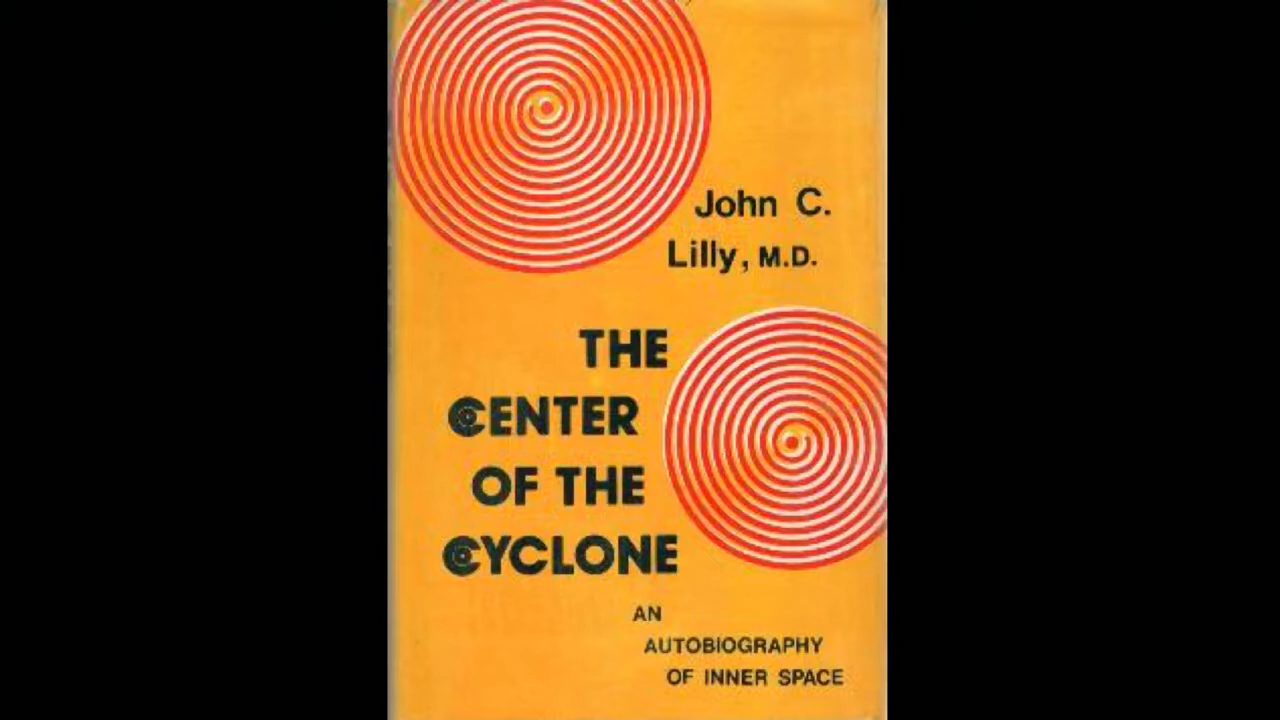 John C.
Lilly, M.D.
THE
CENTER
OF THE
CYCLONE
AN
AUTOBIOGRAPHY
OF INNER SPACE